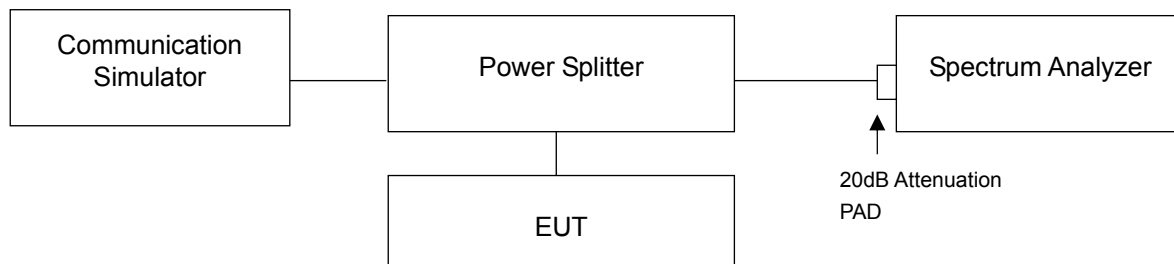 Communication
Simulator
Power Splitter
Spectrum Analyzer
20dB Attenuation
PAD
EUT